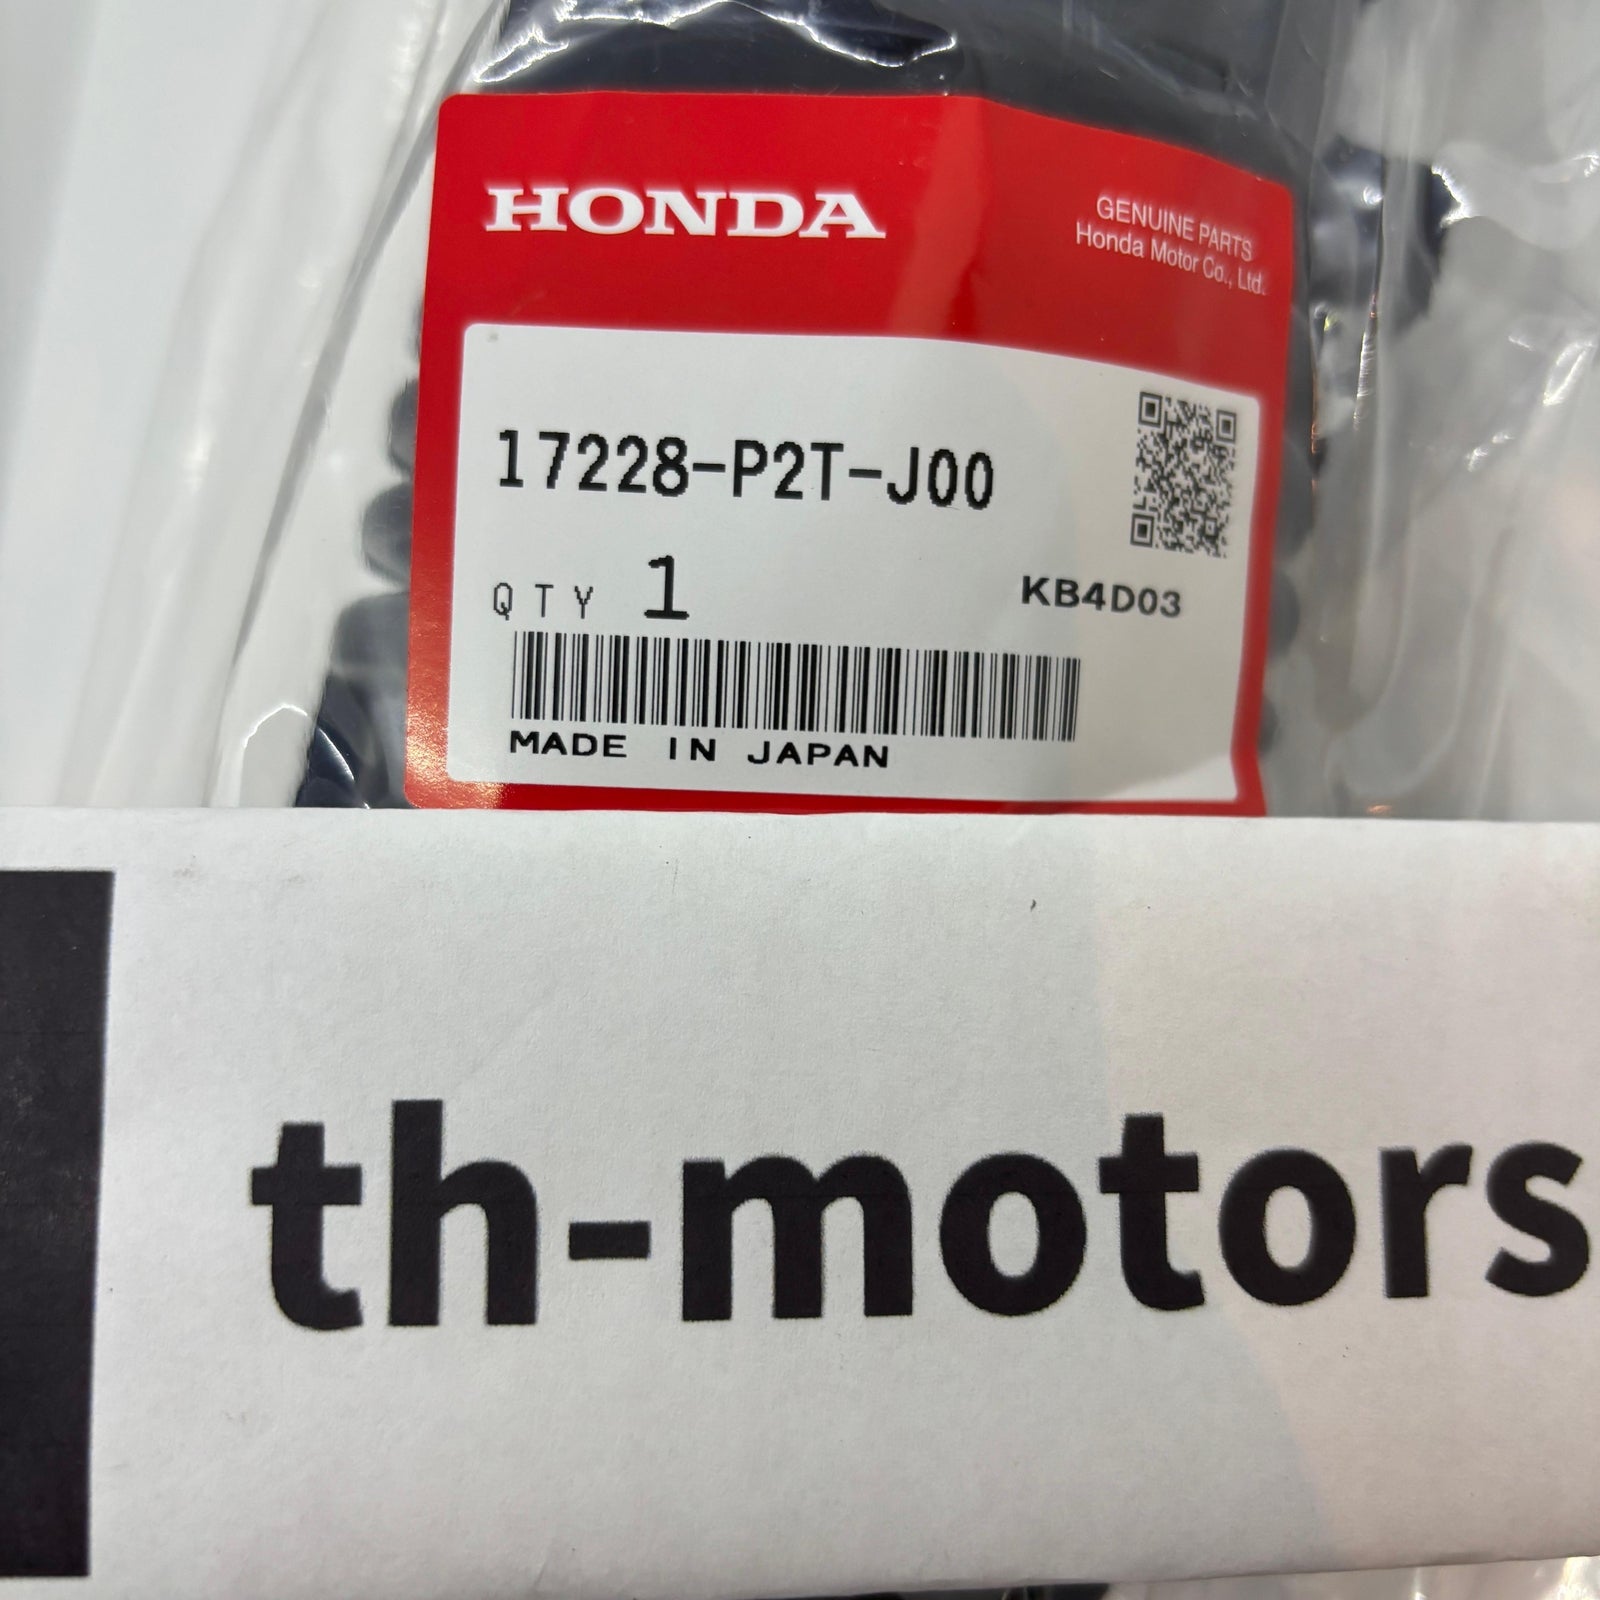 HONDA
GENUINE PARTS
Honda Motor Co., Ltd.
17228-P2T-J00
QTY 1
KB4D03
MADE IN JAPAN
th-motors